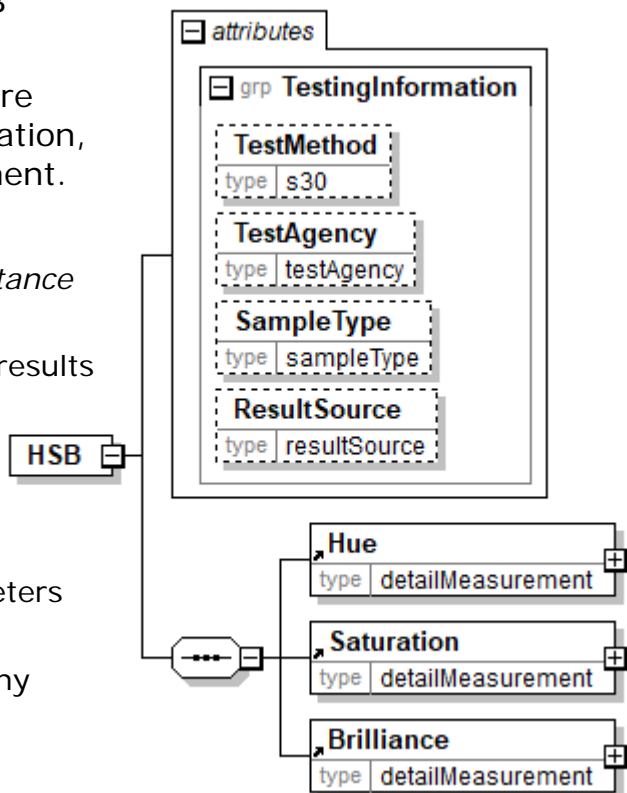 s
re
ation,
nent.
tance
results
eters
ny
attributes
grp TestingInformation
TestMethod
type s30
TestAgency
type testAgency
SampleType
type sampleType
ResultSource
type resultSource
HSB
Hue
type detailMeasurement
Saturation
type detailMeasurement
Brilliance
type detailMeasurement